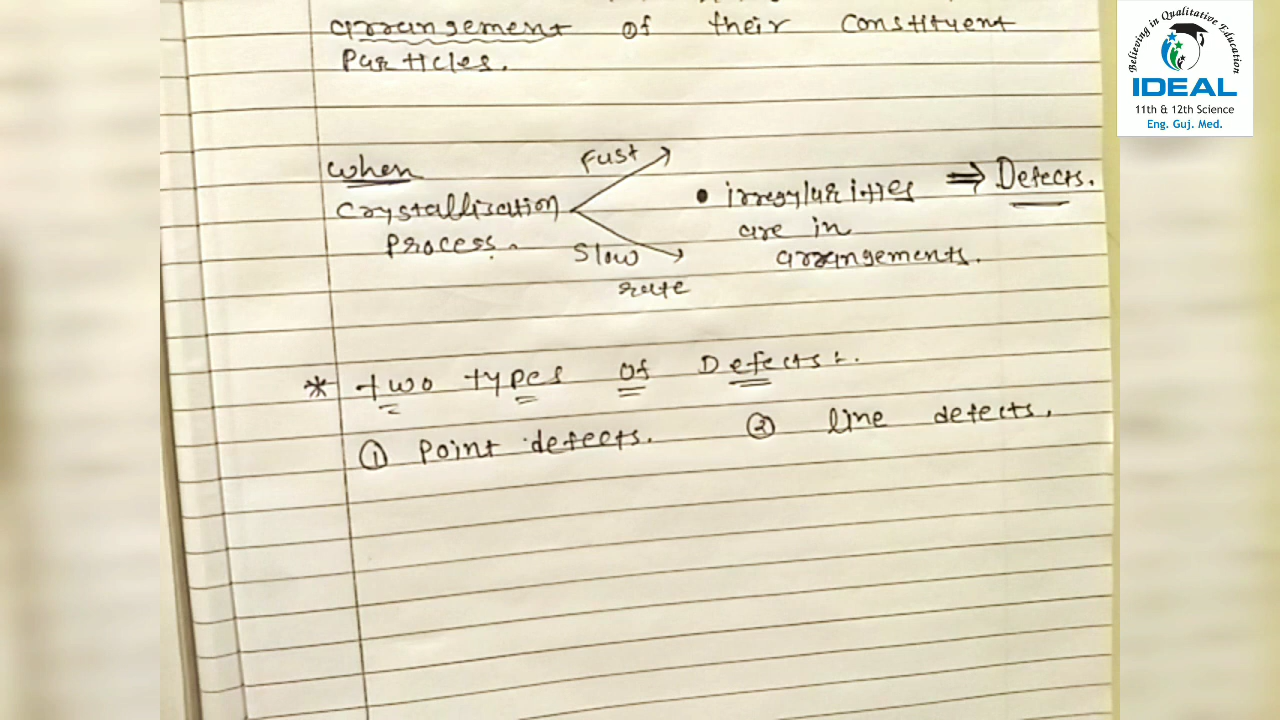 arrangement of their constituent
particles.
when
crystallisation
process.
Fast
Slow
rate
• irregularities
are in
arrangements.
⇒ Defects.
* two types of Defects:.
① point defects. ② line defects.
Believing in Qualitative Education
IDEAL
11th & 12th Science
Eng. Guj. Med.